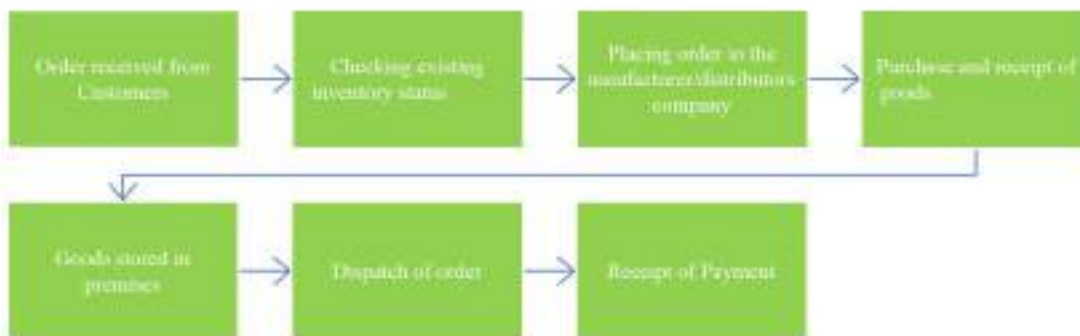 Order received from
Customers
Checking existing
inventory status
Placing order to the
manufacturer/distributors
company
Purchase and receipt of
goods
Goods stored in
premises
Dispatch of order
Receipt of Payment